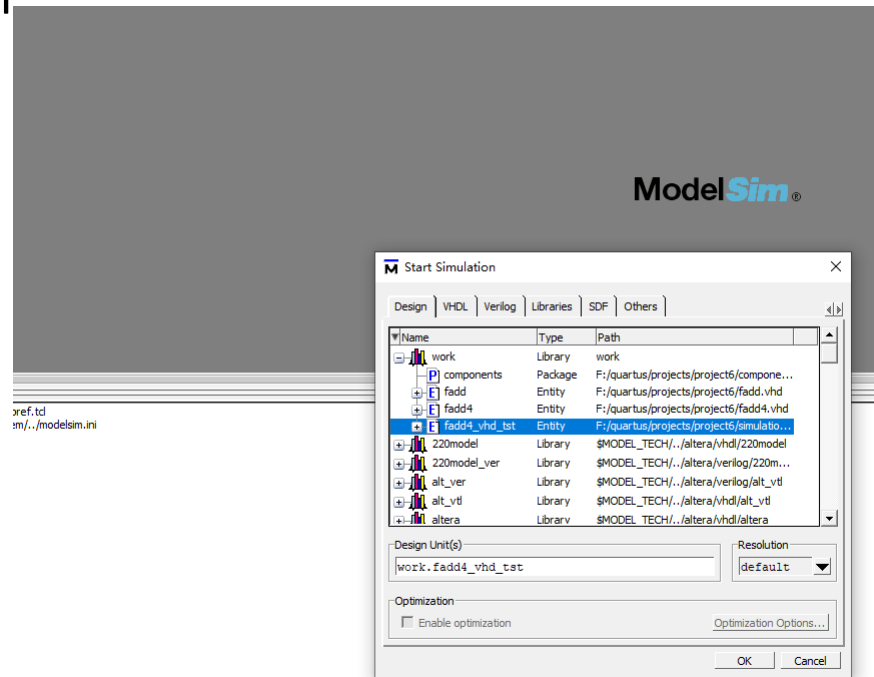 ModelSim ®
Start Simulation
Design VHDL Verilog Libraries SDF Others
Name Type Path
work Library work
components Package F:/quartus/projects/project6/compone...
fadd Entity F:/quartus/projects/project6/fadd.vhd
fadd4 Entity F:/quartus/projects/project6/fadd4.vhd
fadd4_vhd_tst Entity F:/quartus/projects/project6/simulatio...
220model Library $MODEL_TECH/../altera/vhdl/220model
220model_ver Library $MODEL_TECH/../altera/verilog/220m...
alt_ver Library $MODEL_TECH/../altera/verilog/alt_vtl
alt_vtl Library $MODEL_TECH/../altera/vhdl/alt_vtl
altera Library $MODEL_TECH/../altera/vhdl/altera
pref.tcl
em/../modelsim.ini
Design Unit(s) Resolution
work.fadd4_vhd_tst default
Optimization
Enable optimization Optimization Options...
OK Cancel